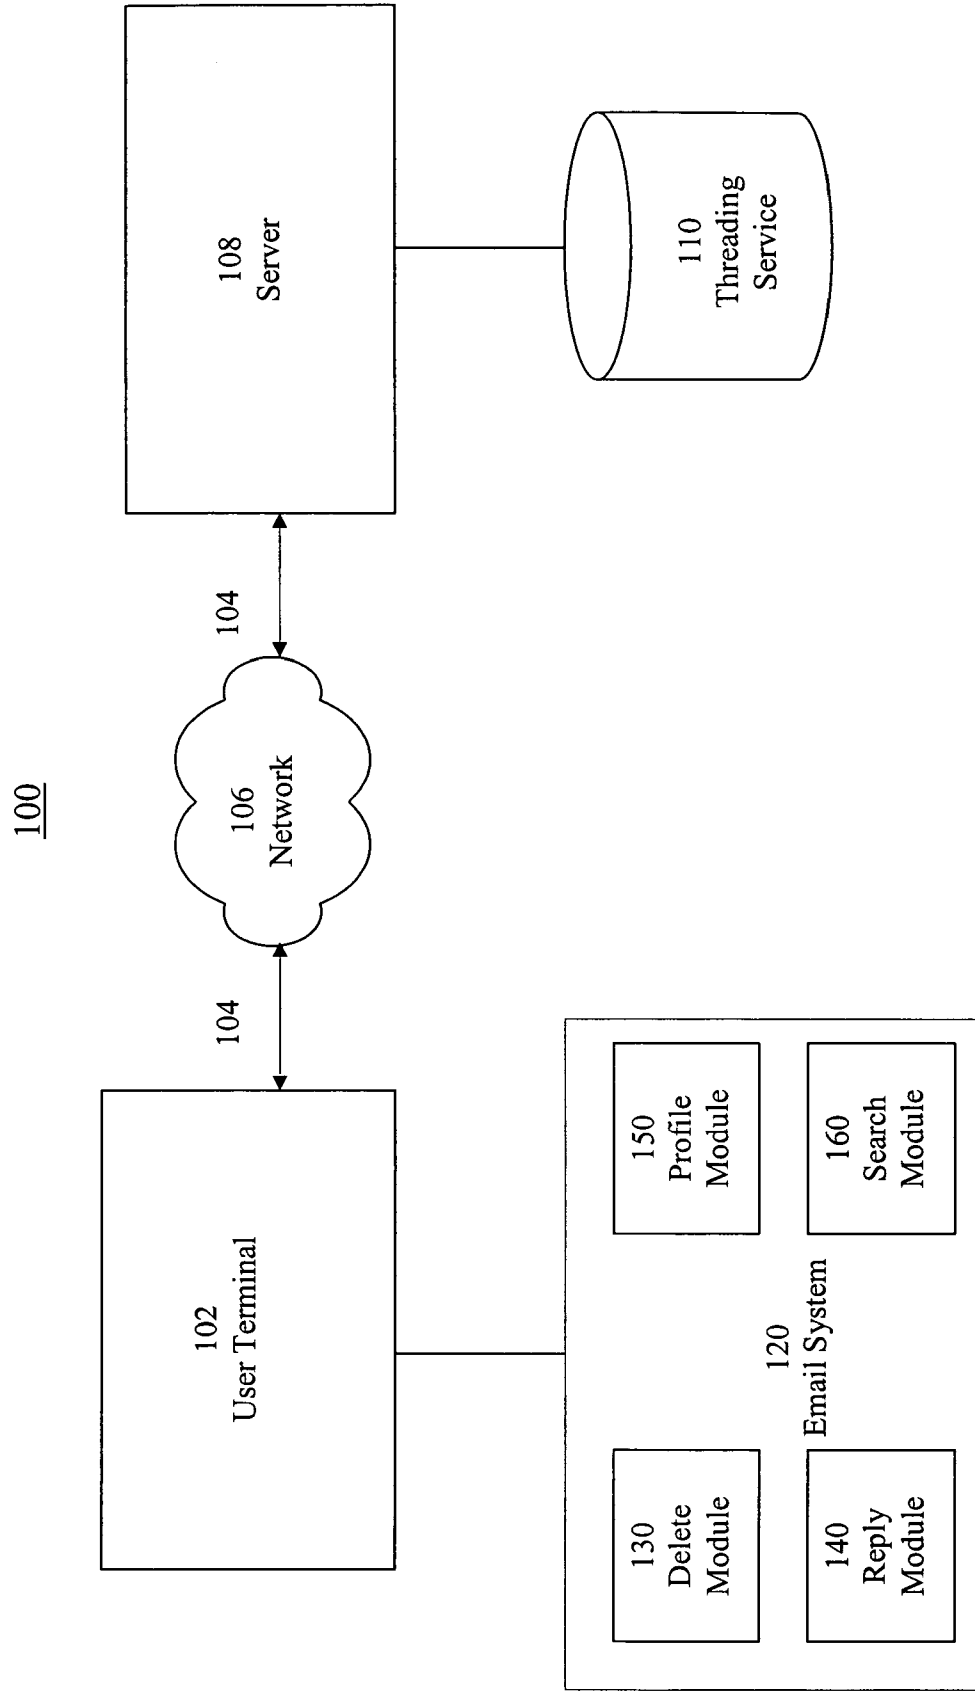 100
102
User Terminal
104
106
Network
104
108
Server
130
Delete
Module
150
Profile
Module
120
Email System
140
Reply
Module
160
Search
Module
110
Threading
Service